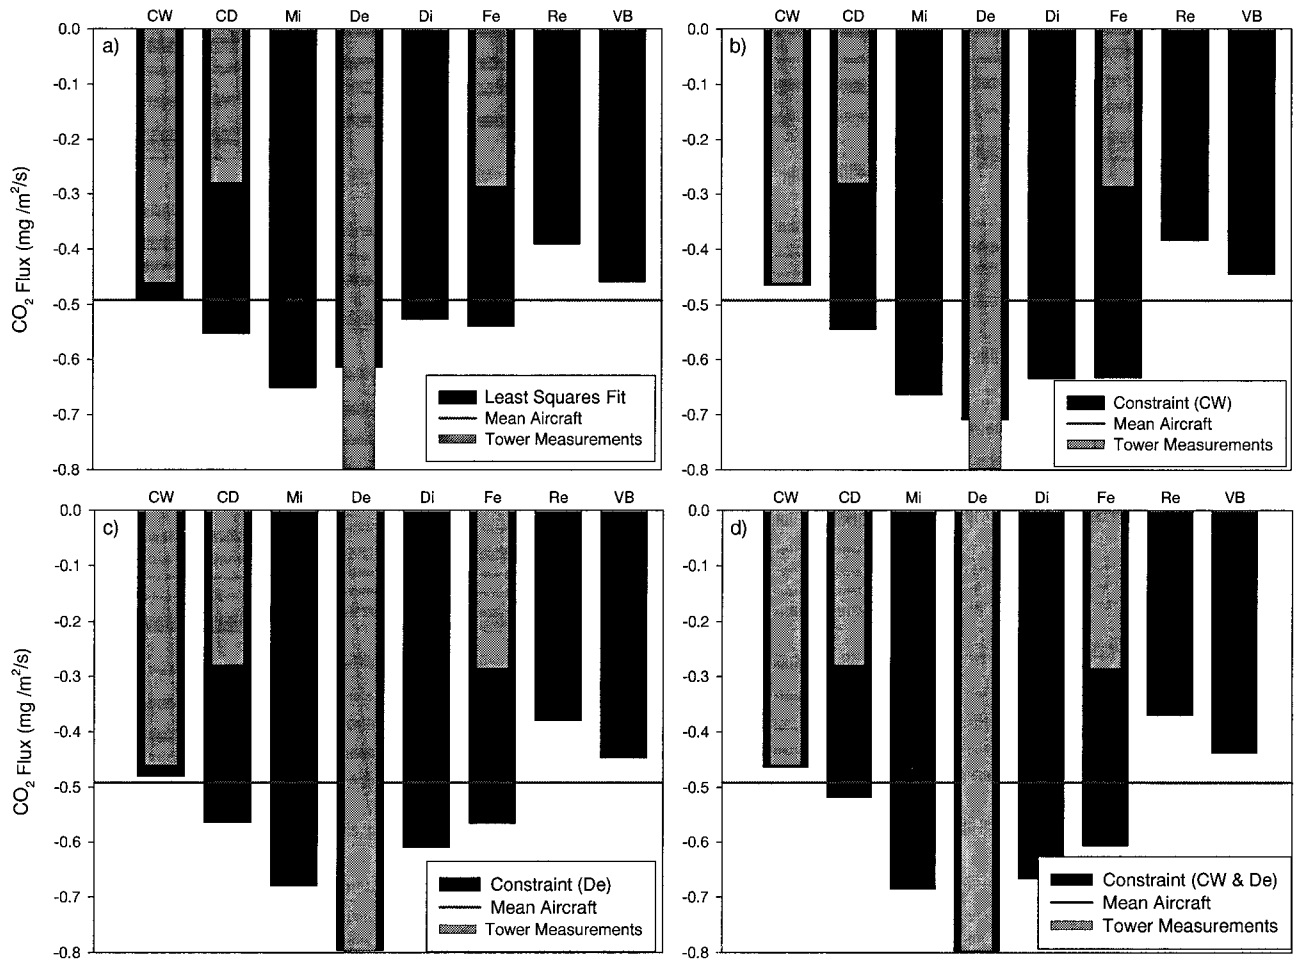 CW CD Mi De Di Fe Re VB
a)
0.0
-0.1
-0.2
-0.3
-0.4
-0.5
-0.6
-0.7
-0.8
CO2 Flux (mg /m2/s)
Least Squares Fit
Mean Aircraft
Tower Measurements
CW CD Mi De Di Fe Re VB
b)
0.0
-0.1
-0.2
-0.3
-0.4
-0.5
-0.6
-0.7
-0.8
Constraint (CW)
Mean Aircraft
Tower Measurements
CW CD Mi De Di Fe Re VB
c)
0.0
-0.1
-0.2
-0.3
-0.4
-0.5
-0.6
-0.7
-0.8
CO2 Flux (mg /m2/s)
Constraint (De)
Mean Aircraft
Tower Measurements
CW CD Mi De Di Fe Re VB
d)
0.0
-0.1
-0.2
-0.3
-0.4
-0.5
-0.6
-0.7
-0.8
Constraint (CW & De)
Mean Aircraft
Tower Measurements